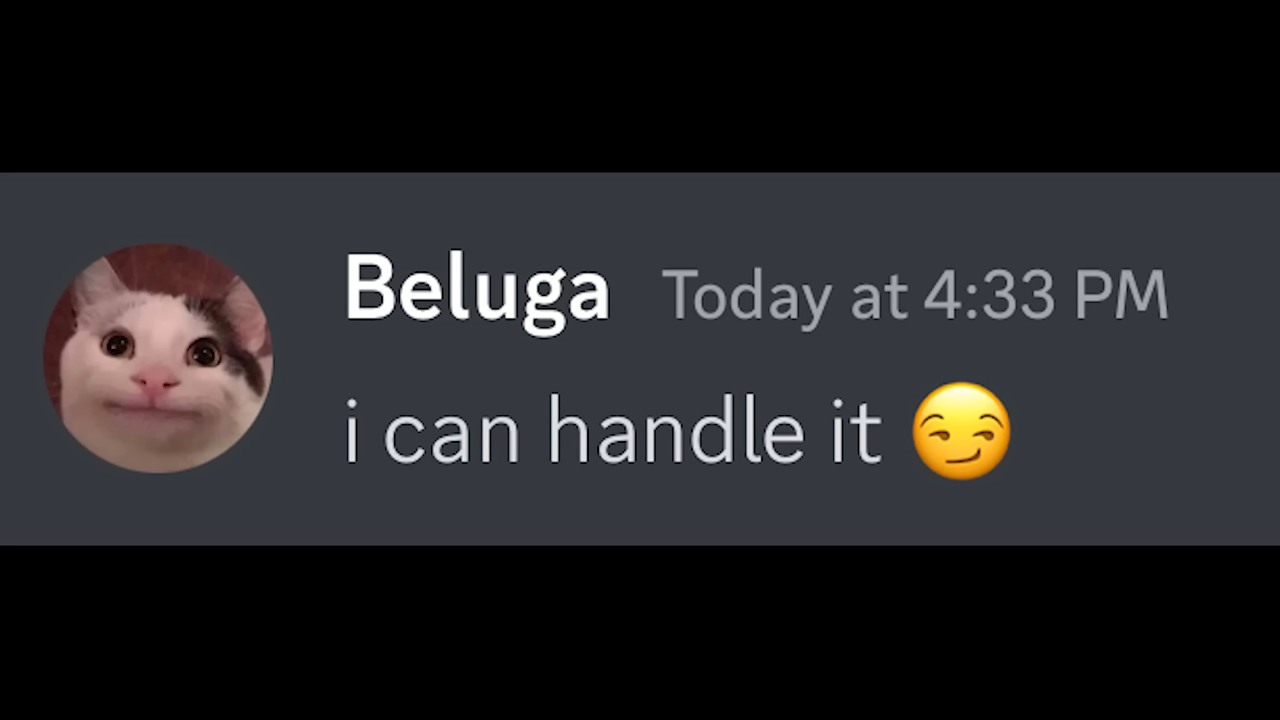 Beluga Today at 4:33 PM
i can handle it 😏